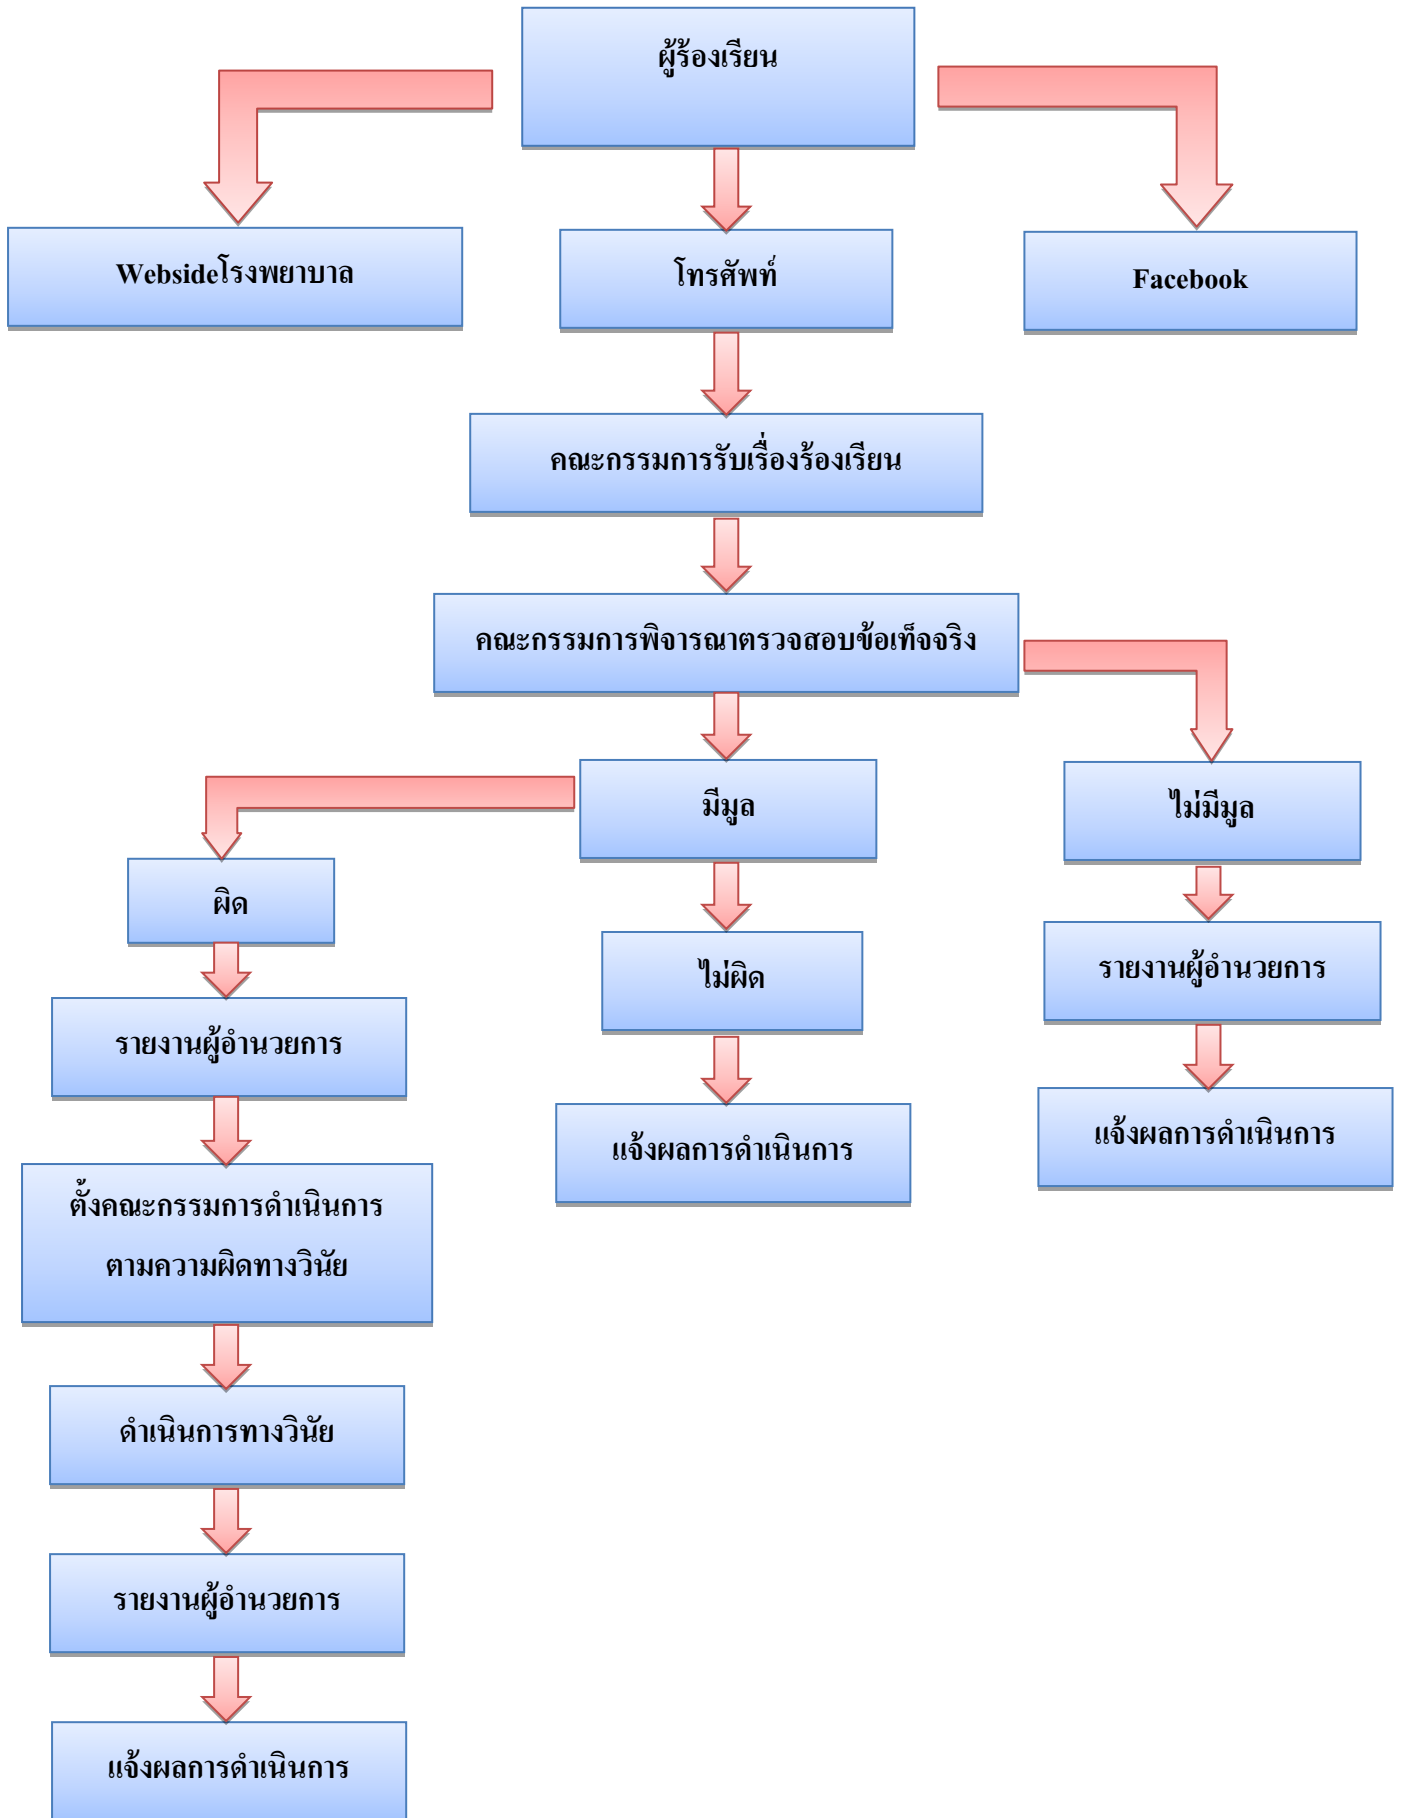 ผู้ร้องเรียน
Websideโรงพยาบาล
โทรศัพท์
Facebook
คณะกรรมการรับเรื่องร้องเรียน
คณะกรรมการพิจารณาตรวจสอบข้อเท็จจริง
มีมูล
ไม่มีมูล
ผิด
ไม่ผิด
รายงานผู้อำนวยการ
รายงานผู้อำนวยการ
แจ้งผลการดำเนินการ
แจ้งผลการดำเนินการ
ตั้งคณะกรรมการดำเนินการ
ตามความผิดทางวินัย
ดำเนินการทางวินัย
รายงานผู้อำนวยการ
แจ้งผลการดำเนินการ